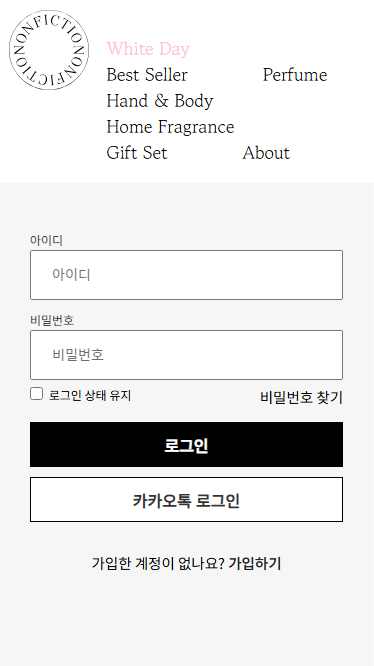 NONFICTIONONFICTIONONFICTION
White Day
Best Seller Perfume
Hand & Body
Home Fragrance
Gift Set About
아이디
아이디
비밀번호
비밀번호
로그인 상태 유지 비밀번호 찾기
로그인
카카오톡 로그인
가입한 계정이 없나요? 가입하기